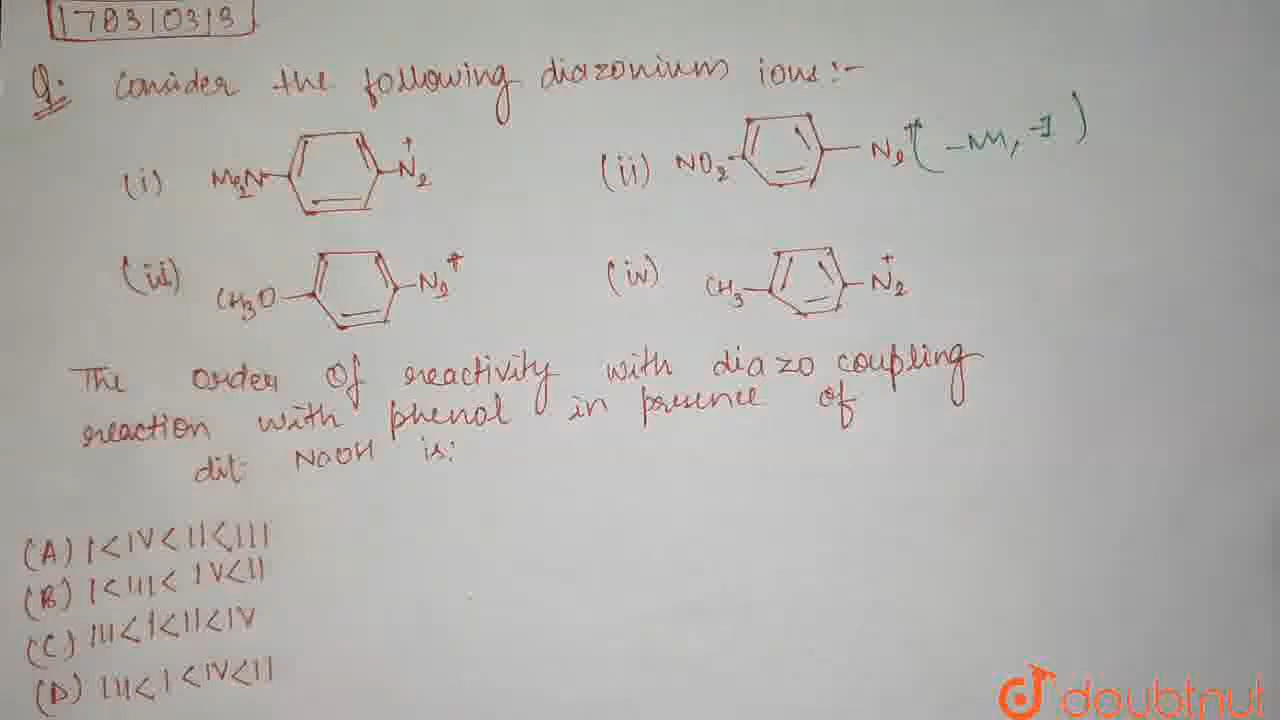 178310313
Q: Consider the following diazonium ions:-
(i) Me2N N2+ (ii) NO2 N2+ (-M, -I)
(iii) CH3O N2+ (iv) CH3 N2+
The order of reactivity with diazo coupling
reaction with phenol in presence of
dil. NaOH is:
(A) I<IV<II<III
(B) I<III<IV<II
(C) III<I<II<IV
(D) III<I<IV<II
doubtnut